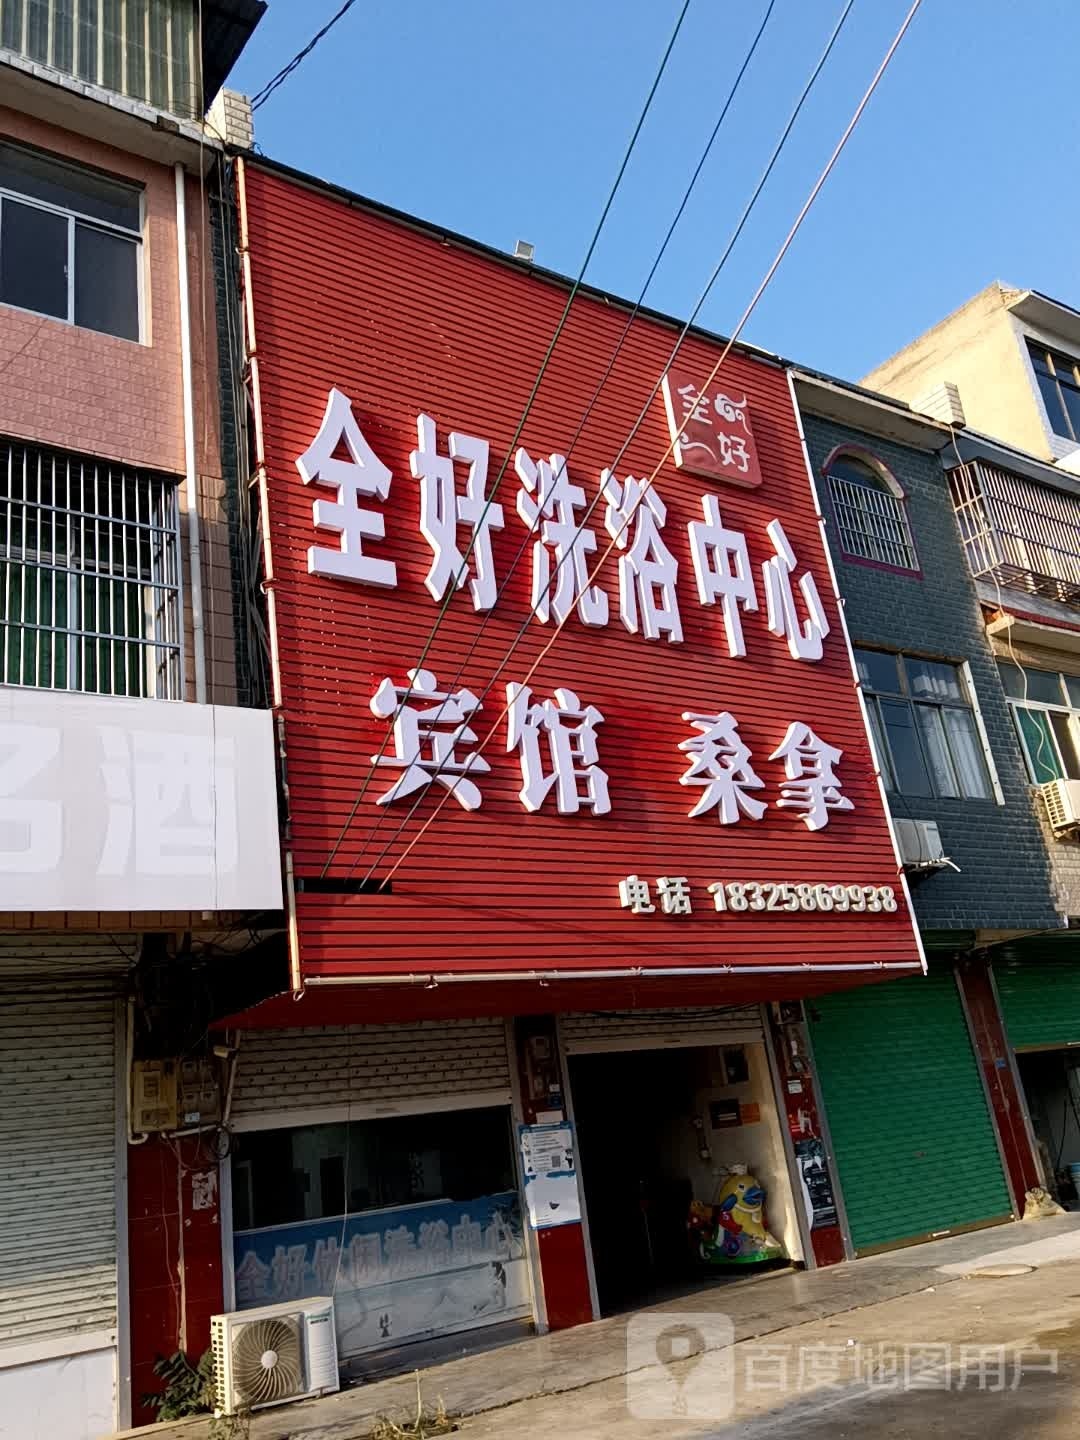 全好
全好洗浴中心
宾馆 桑拿
电话 18325869938
名酒
全好休闲洗浴中心
百度地图用户